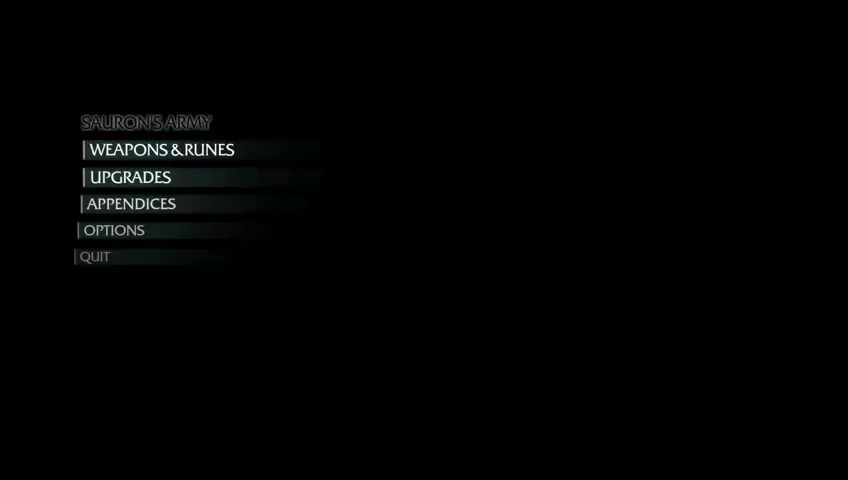 SAURON'S ARMY
WEAPONS & RUNES
UPGRADES
APPENDICES
OPTIONS
QUIT